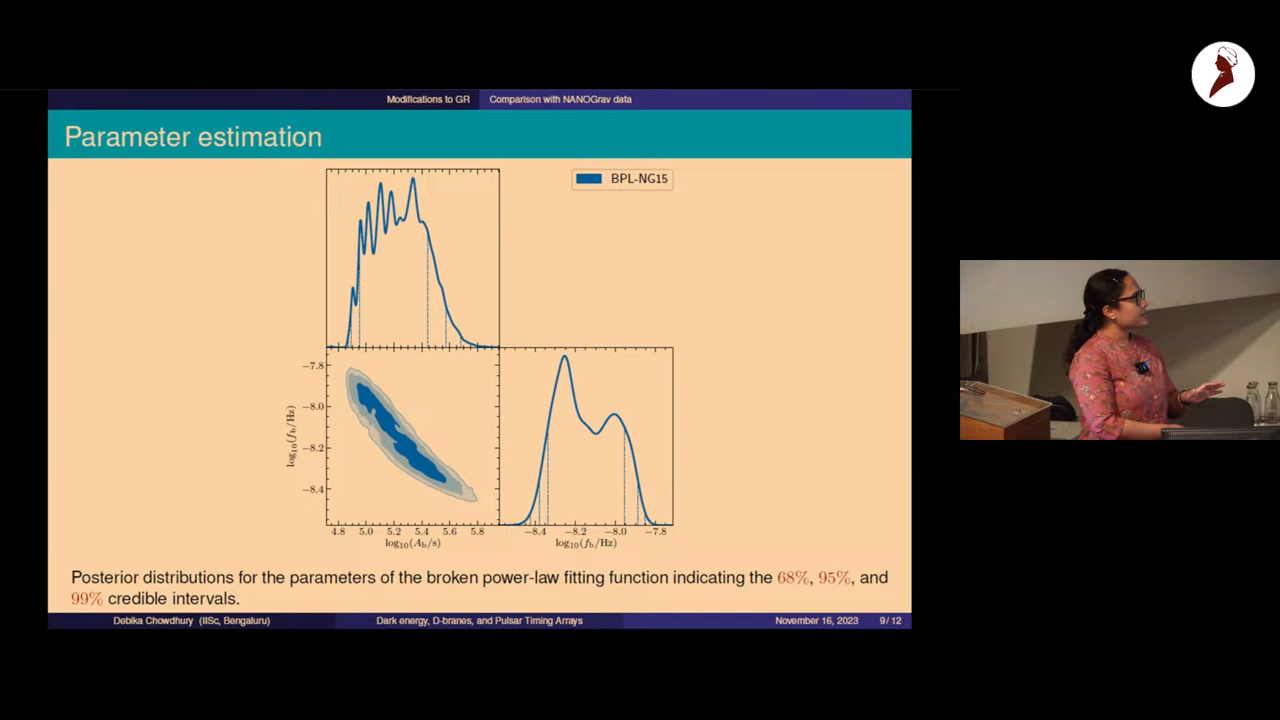 Modifications to GR Comparison with NANOGrav data
Parameter estimation
BPL-NG15
−7.8
−8.0
−8.2
−8.4
log10(fb/Hz)
4.8 5.0 5.2 5.4 5.6 5.8
log10(Ab/s)
−8.4 −8.2 −8.0 −7.8
log10(fb/Hz)
Posterior distributions for the parameters of the broken power-law fitting function indicating the 68%, 95%, and
99% credible intervals.
Debika Chowdhury (IISc, Bengaluru) Dark energy, D-branes, and Pulsar Timing Arrays November 16, 2023 9/12